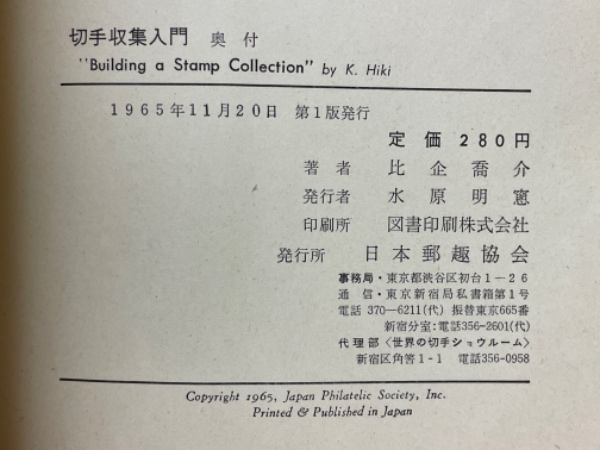 切手収集入門 奥付
"Building a Stamp Collection" by K. Hiki
1965年11月20日 第1版発行
定価 280円
著者 比企喬介
発行者 水原明窓
印刷所 図書印刷株式会社
発行所 日本郵趣協会
事務局・東京都渋谷区初台1−26
通信・東京新宿局私書箱第1号
電話 370−6211(代) 振替東京665番
新宿分室:電話356-2601(代)
代理部〈世界の切手ショウルーム〉
新宿区角筈1-1 電話356-0958
Copyright 1965, Japan Philatelic Society, Inc.
Printed & Published in Japan